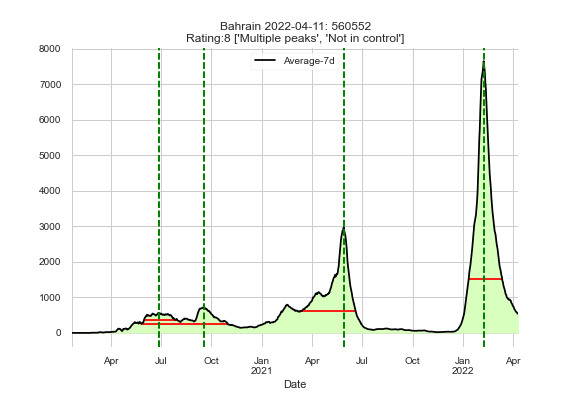 Bahrain 2022-04-11: 560552
Rating:8 ['Multiple peaks', 'Not in control']
Average-7d
8000
7000
6000
5000
4000
3000
2000
1000
0
Apr Jul Oct Jan Apr Jul Oct Jan Apr
2021 2022
Date